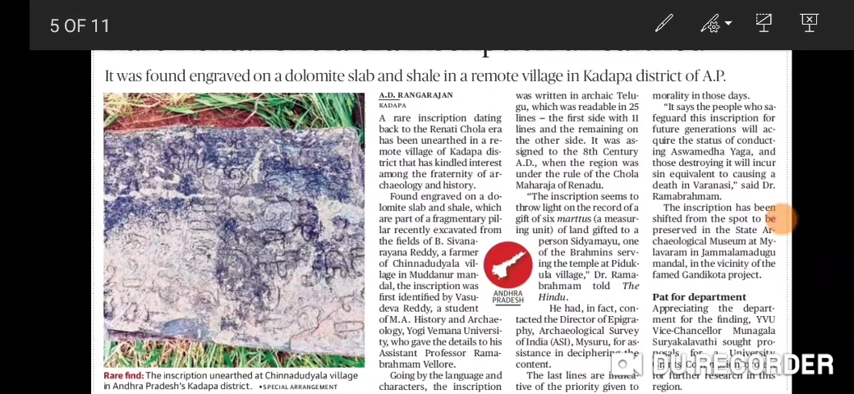 5 OF 11
It was found engraved on a dolomite slab and shale in a remote village in Kadapa district of A.P.
Rare find: The inscription unearthed at Chinnadudyala village
in Andhra Pradesh's Kadapa district. •SPECIAL ARRANGEMENT
A.D. RANGARAJAN
KADAPA
A rare inscription dating
back to the Renati Chola era
has been unearthed in a re-
mote village of Kadapa dis-
trict that has kindled interest
among the fraternity of ar-
chaeology and history.
Found engraved on a do-
lomite slab and shale, which
are part of a fragmentary pil-
lar recently excavated from
the fields of B. Sivana-
rayana Reddy, a farmer
of Chinnadudyala vil-
lage in Muddanur man-
dal, the inscription was
first identified by Vasu-
deva Reddy, a student
of M.A. History and Archae-
ology, Yogi Vemana Universi-
ty, who gave the details to his
Assistant Professor Rama-
brahmam Vellore.
Going by the language and
characters, the inscription
was written in archaic Telu-
gu, which was readable in 25
lines – the first side with 11
lines and the remaining on
the other side. It was as-
signed to the 8th Century
A.D., when the region was
under the rule of the Chola
Maharaja of Renadu.
"The inscription seems to
throw light on the record of a
gift of six marttus (a measur-
ing unit) of land gifted to a
person Sidyamayu, one
of the Brahmins serv-
ing the temple at Piduk-
ula village," Dr. Rama-
brahmam told The
Hindu.
ANDHRA
PRADESH
He had, in fact, con-
tacted the Director of Epigra-
phy, Archaeological Survey
of India (ASI), Mysuru, for as-
sistance in deciphering the
content.
The last lines are indica-
tive of the priority given to
morality in those days.
"It says the people who sa-
feguard this inscription for
future generations will ac-
quire the status of conduct-
ing Aswamedha Yaga, and
those destroying it will incur
sin equivalent to causing a
death in Varanasi," said Dr.
Ramabrahmam.
The inscription has been
shifted from the spot to be
preserved in the State Ar-
chaeological Museum at My-
lavaram in Jammalamadugu
mandal, in the vicinity of the
famed Gandikota project.
Pat for department
Appreciating the depart-
ment for the finding, YVU
Vice-Chancellor Munagala
Suryakalavathi sought pro-
posals for a University
for further research in this
region.
DU RECORDER